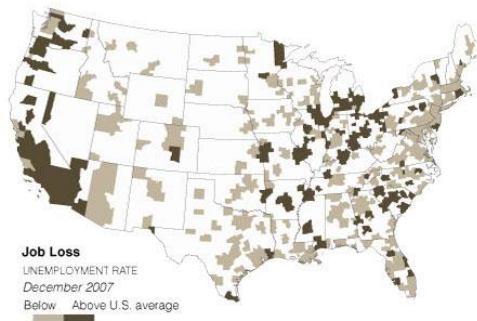 Job Loss
UNEMPLOYMENT RATE
December 2007
Below Above U.S. average